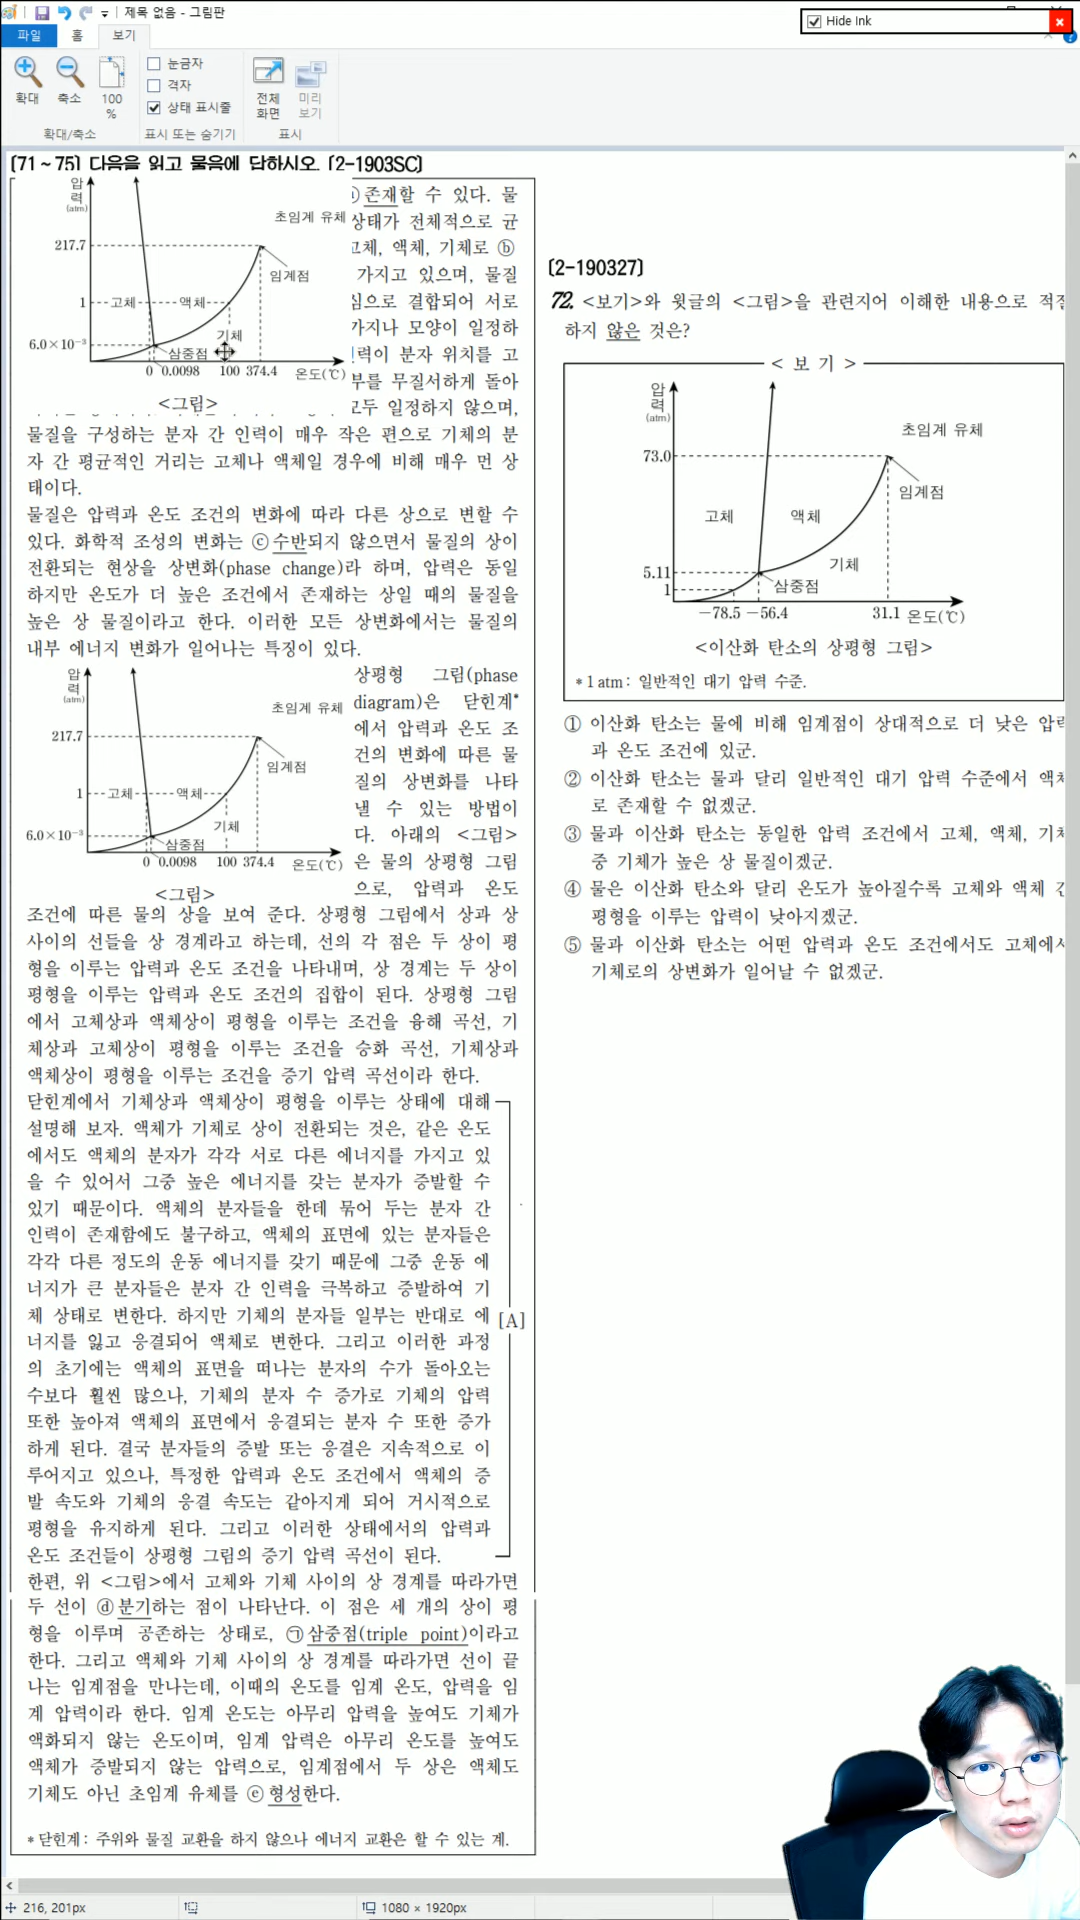 제목 없음 - 그림판
Hide Ink
파일 홈 보기
확대 축소 100 %
눈금자
격자
상태 표시줄
전체 화면
미리 보기
확대/축소 표시 또는 숨기기 표시
[71 ~ 75] 다음을 읽고 물음에 답하시오. [2-1903SC]
압력
(atm)
초임계 유체
217.7
임계점
1
고체
액체
기체
6.0×10⁻³
삼중점
0 0.0098 100 374.4 온도(℃)
<그림>
존재할 수 있다. 물
상태가 전체적으로 균
고체, 액체, 기체로 ⓑ
가지고 있으며, 물질
심으로 결합되어 서로
가지나 모양이 일정하
인력이 분자 위치를 고
부를 무질서하게 돌아
모두 일정하지 않으며,
물질을 구성하는 분자 간 인력이 매우 작은 편으로 기체의 분
자 간 평균적인 거리는 고체나 액체일 경우에 비해 매우 먼 상
태이다.
물질은 압력과 온도 조건의 변화에 따라 다른 상으로 변할 수
있다. 화학적 조성의 변화는 ⓒ수반되지 않으면서 물질의 상이
전환되는 현상을 상변화(phase change)라 하며, 압력은 동일
하지만 온도가 더 높은 조건에서 존재하는 상일 때의 물질을
높은 상 물질이라고 한다. 이러한 모든 상변화에서는 물질의
내부 에너지 변화가 일어나는 특징이 있다.
압력
(atm)
초임계 유체
217.7
임계점
1
고체
액체
기체
6.0×10⁻³
삼중점
0 0.0098 100 374.4 온도(℃)
<그림>
상평형 그림(phase
diagram)은 닫힌계*
에서 압력과 온도 조
건의 변화에 따른 물
질의 상변화를 나타
낼 수 있는 방법이
다. 아래의 <그림>
은 물의 상평형 그림
으로, 압력과 온도
조건에 따른 물의 상을 보여 준다. 상평형 그림에서 상과 상
사이의 선들을 상 경계라고 하는데, 선의 각 점은 두 상이 평
형을 이루는 압력과 온도 조건을 나타내며, 상 경계는 두 상이
평형을 이루는 압력과 온도 조건의 집합이 된다. 상평형 그림
에서 고체상과 액체상이 평형을 이루는 조건을 융해 곡선, 기
체상과 고체상이 평형을 이루는 조건을 승화 곡선, 기체상과
액체상이 평형을 이루는 조건을 증기 압력 곡선이라 한다.
닫힌계에서 기체상과 액체상이 평형을 이루는 상태에 대해
설명해 보자. 액체가 기체로 상이 전환되는 것은, 같은 온도
에서도 액체의 분자가 각각 서로 다른 에너지를 가지고 있
을 수 있어서 그중 높은 에너지를 갖는 분자가 증발할 수
있기 때문이다. 액체의 분자들을 한데 묶어 두는 분자 간
인력이 존재함에도 불구하고, 액체의 표면에 있는 분자들은
각각 다른 정도의 운동 에너지를 갖기 때문에 그중 운동 에
너지가 큰 분자들은 분자 간 인력을 극복하고 증발하여 기
체 상태로 변한다. 하지만 기체의 분자들 일부는 반대로 에
[A]
너지를 잃고 응결되어 액체로 변한다. 그리고 이러한 과정
의 초기에는 액체의 표면을 떠나는 분자의 수가 돌아오는
수보다 훨씬 많으나, 기체의 분자 수 증가로 기체의 압력
또한 높아져 액체의 표면에서 응결되는 분자 수 또한 증가
하게 된다. 결국 분자들의 증발 또는 응결은 지속적으로 이
루어지고 있으나, 특정한 압력과 온도 조건에서 액체의 증
발 속도와 기체의 응결 속도는 같아지게 되어 거시적으로
평형을 유지하게 된다. 그리고 이러한 상태에서의 압력과
온도 조건들이 상평형 그림의 증기 압력 곡선이 된다.
한편, 위 <그림>에서 고체와 기체 사이의 상 경계를 따라가면
두 선이 ⓓ분기하는 점이 나타난다. 이 점은 세 개의 상이 평
형을 이루며 공존하는 상태로, ㉠삼중점(triple point)이라고
한다. 그리고 액체와 기체 사이의 상 경계를 따라가면 선이 끝
나는 임계점을 만나는데, 이때의 온도를 임계 온도, 압력을 임
계 압력이라 한다. 임계 온도는 아무리 압력을 높여도 기체가
액화되지 않는 온도이며, 임계 압력은 아무리 온도를 높여도
액체가 증발되지 않는 압력으로, 임계점에서 두 상은 액체도
기체도 아닌 초임계 유체를 ⓔ형성한다.
* 닫힌계: 주위와 물질 교환을 하지 않으나 에너지 교환은 할 수 있는 계.
[2-190327]
72. <보기>와 윗글의 <그림>을 관련지어 이해한 내용으로 적절
하지 않은 것은?
< 보 기 >
압력
(atm)
초임계 유체
73.0
임계점
고체
액체
기체
5.11
삼중점
1
-78.5 -56.4 31.1 온도(℃)
<이산화 탄소의 상평형 그림>
* 1 atm: 일반적인 대기 압력 수준.
① 이산화 탄소는 물에 비해 임계점이 상대적으로 더 낮은 압력
과 온도 조건에 있군.
② 이산화 탄소는 물과 달리 일반적인 대기 압력 수준에서 액체
로 존재할 수 없겠군.
③ 물과 이산화 탄소는 동일한 압력 조건에서 고체, 액체, 기체
중 기체가 높은 상 물질이겠군.
④ 물은 이산화 탄소와 달리 온도가 높아질수록 고체와 액체 간
평형을 이루는 압력이 낮아지겠군.
⑤ 물과 이산화 탄소는 어떤 압력과 온도 조건에서도 고체에서
기체로의 상변화가 일어날 수 없겠군.
216, 201px
1080 × 1920px